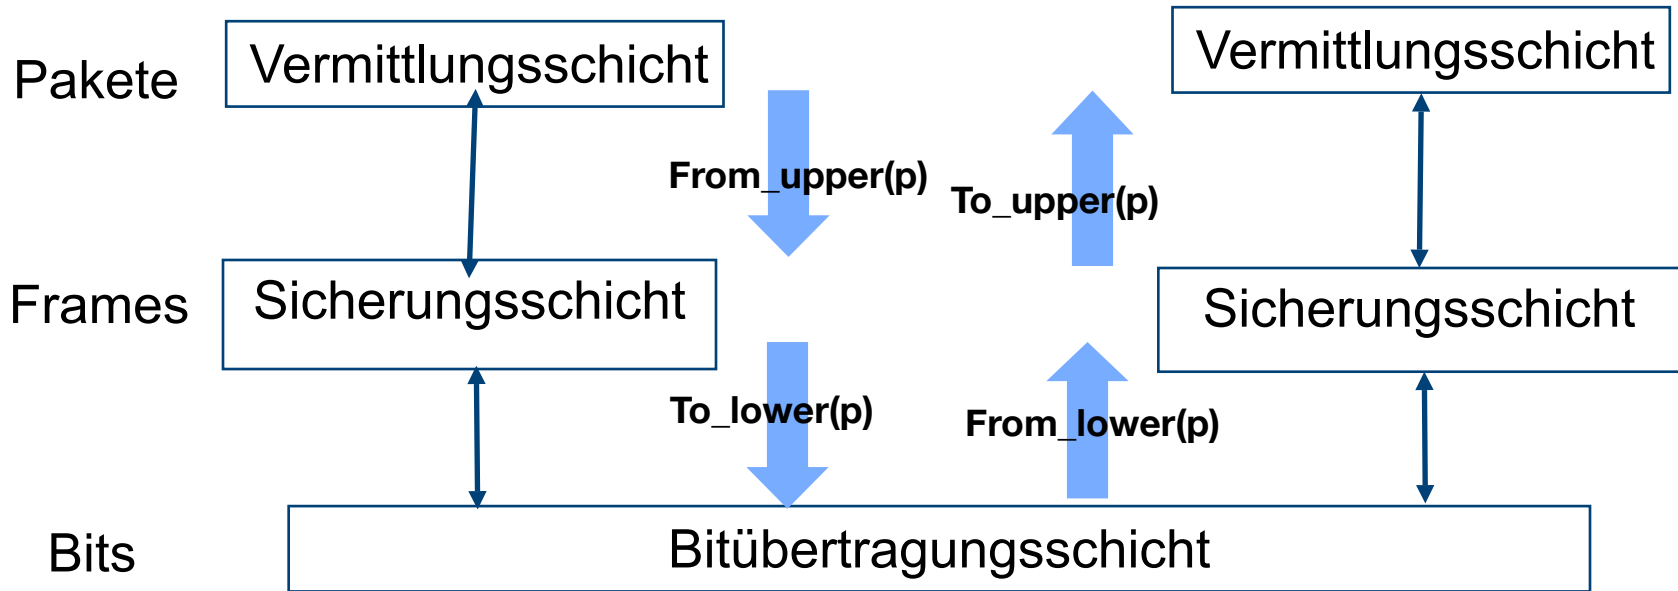 Pakete
Vermittlungsschicht
Vermittlungsschicht
From_upper(p)
To_upper(p)
Frames
Sicherungsschicht
Sicherungsschicht
To_lower(p)
From_lower(p)
Bits
Bitübertragungsschicht